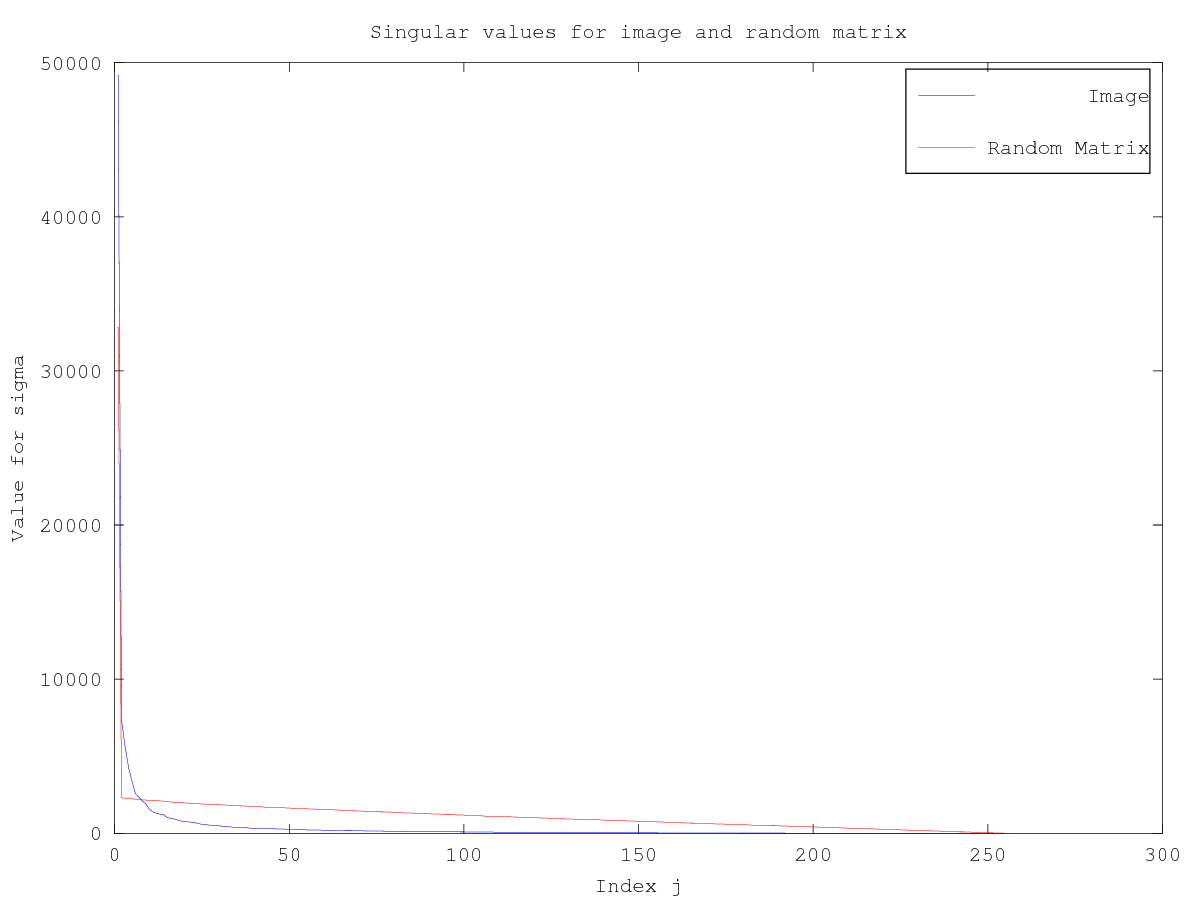 Singular values for image and random matrix
50000
40000
30000
20000
10000
0
Value for sigma
Image
Random Matrix
0 50 100 150 200 250 300
Index j